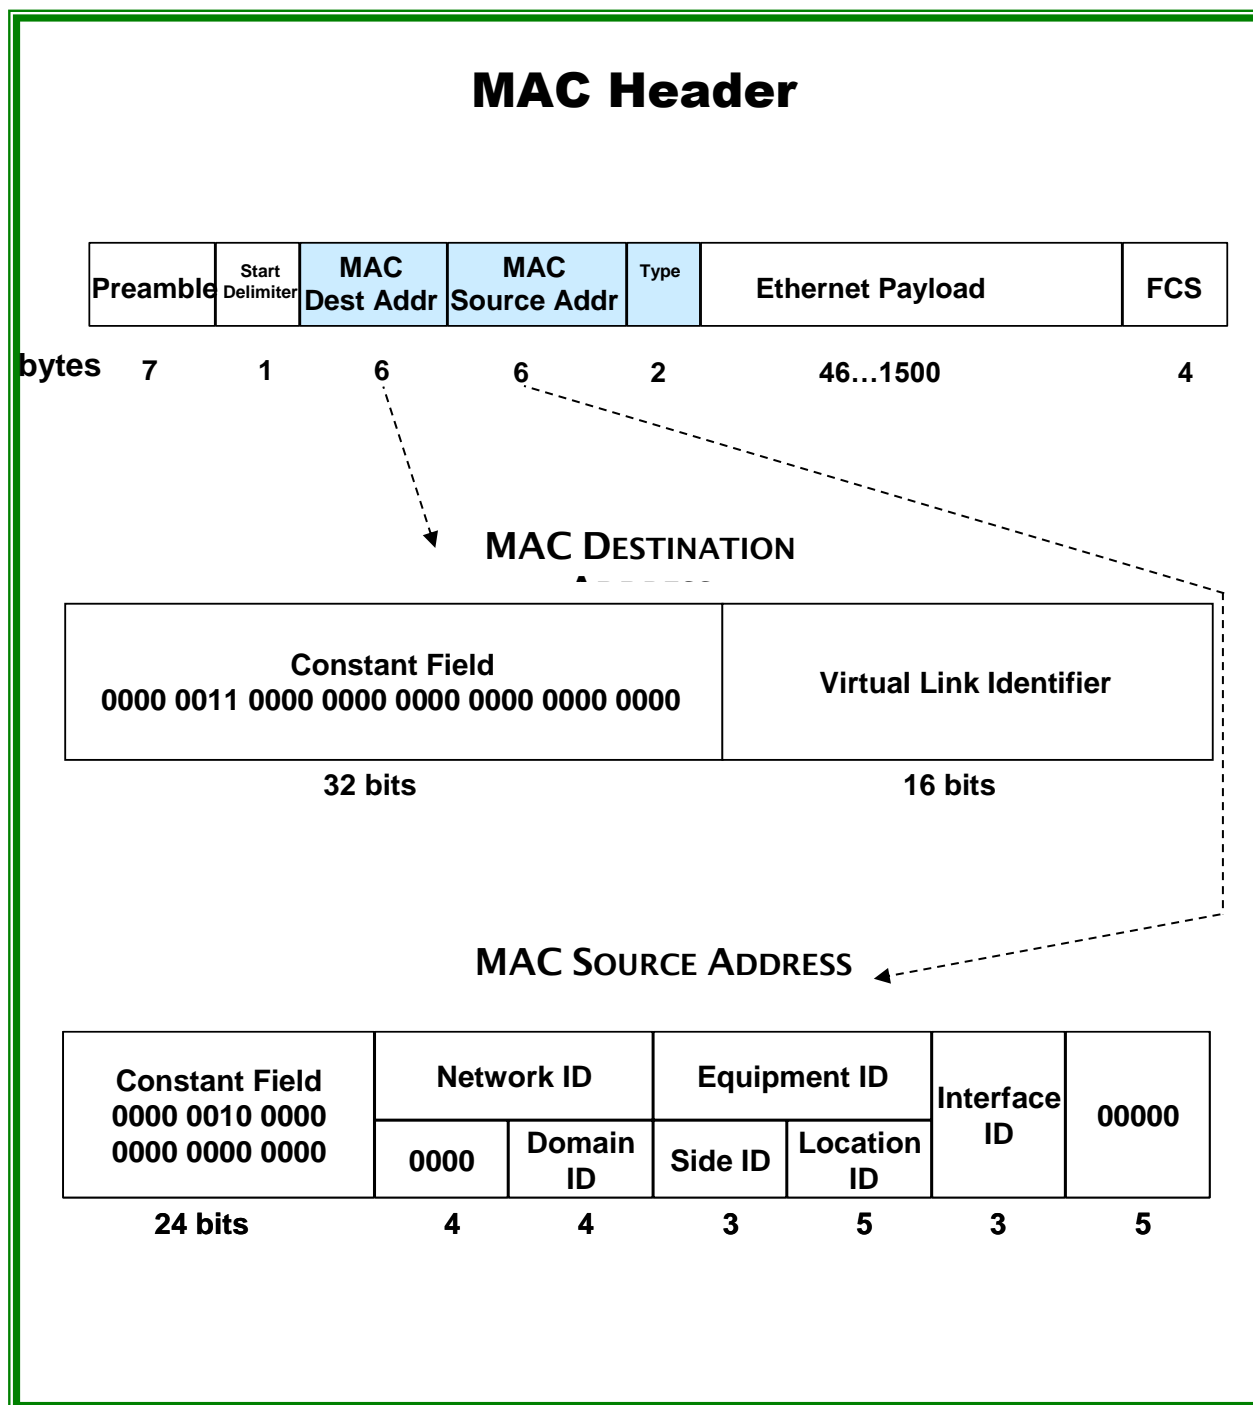 MAC Header
Preamble
Start
Delimiter
MAC
Dest Addr
MAC
Source Addr
Type
Ethernet Payload
FCS
bytes 7 1 6 6 2 46…1500 4
MAC DESTINATION
Constant Field
0000 0011 0000 0000 0000 0000 0000 0000
Virtual Link Identifier
32 bits 16 bits
MAC SOURCE ADDRESS
Constant Field
0000 0010 0000
0000 0000 0000
Network ID
0000
Domain
ID
Equipment ID
Side ID
Location
ID
Interface
ID
00000
24 bits 4 4 3 5 3 5